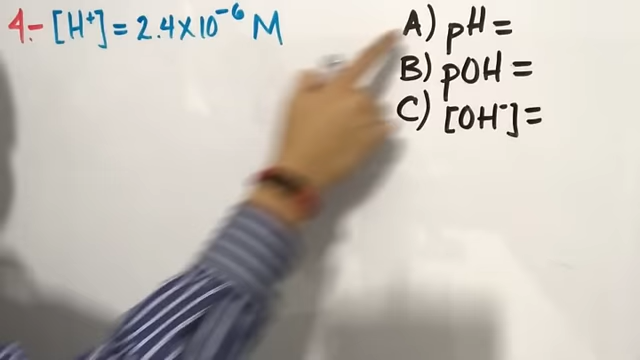 4.- [H⁺] = 2.4×10⁻⁶ M
A) pH =
B) pOH =
C) [OH⁻] =